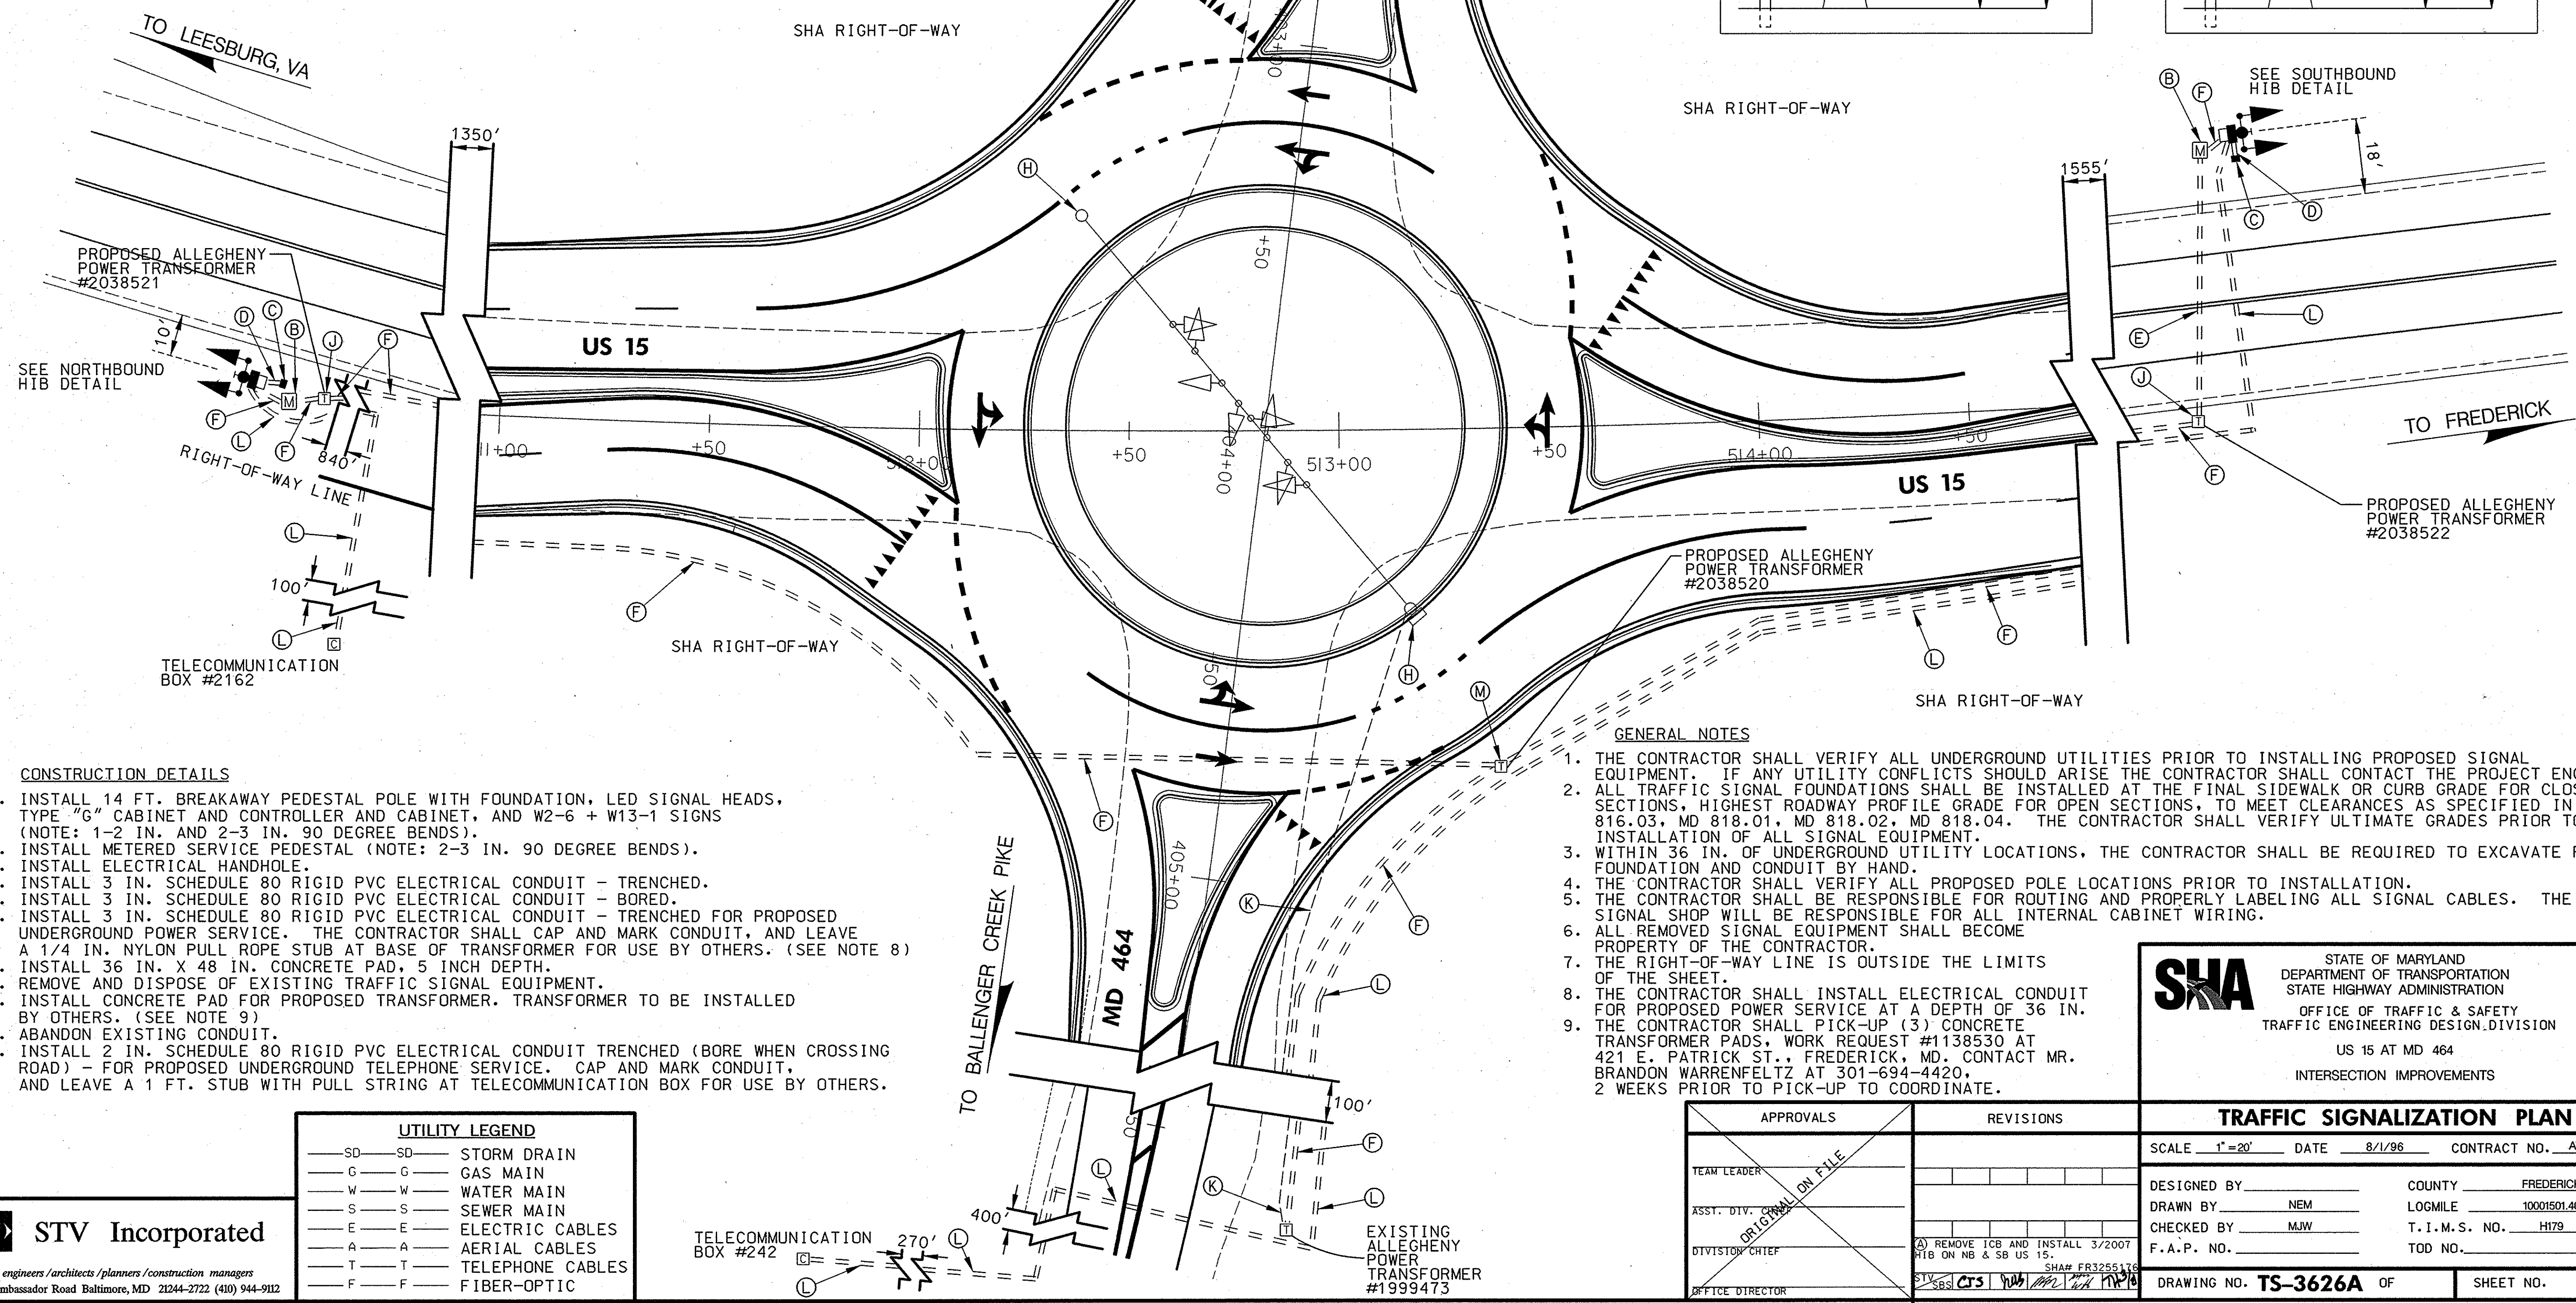 TO LEESBURG, VA
SHA RIGHT-OF-WAY
SHA RIGHT-OF-WAY
SEE SOUTHBOUND
HIB DETAIL
B
F
M
18'
C
D
1350'
1555'
H
+50
PROPOSED ALLEGHENY
POWER TRANSFORMER
#2038521
10'
D
C
B
J
F
SEE NORTHBOUND
HIB DETAIL
M
T
F
L
F
840'
RIGHT-OF-WAY LINE
US 15
+50
+50
513+00
+50
514+00
+50
US 15
E
L
J
T
F
TO FREDERICK
PROPOSED ALLEGHENY
POWER TRANSFORMER
#2038522
L
100'
L
C
TELECOMMUNICATION
BOX #2162
F
SHA RIGHT-OF-WAY
PROPOSED ALLEGHENY
POWER TRANSFORMER
#2038520
H
M
T
+50
F
L
SHA RIGHT-OF-WAY
F
405+00
K
F
L
MD 464
TO BALLENGER CREEK PIKE
CONSTRUCTION DETAILS
. INSTALL 14 FT. BREAKAWAY PEDESTAL POLE WITH FOUNDATION, LED SIGNAL HEADS,
TYPE "G" CABINET AND CONTROLLER AND CABINET, AND W2-6 + W13-1 SIGNS
(NOTE: 1-2 IN. AND 2-3 IN. 90 DEGREE BENDS).
. INSTALL METERED SERVICE PEDESTAL (NOTE: 2-3 IN. 90 DEGREE BENDS).
. INSTALL ELECTRICAL HANDHOLE.
. INSTALL 3 IN. SCHEDULE 80 RIGID PVC ELECTRICAL CONDUIT - TRENCHED.
. INSTALL 3 IN. SCHEDULE 80 RIGID PVC ELECTRICAL CONDUIT - BORED.
. INSTALL 3 IN. SCHEDULE 80 RIGID PVC ELECTRICAL CONDUIT - TRENCHED FOR PROPOSED
UNDERGROUND POWER SERVICE. THE CONTRACTOR SHALL CAP AND MARK CONDUIT, AND LEAVE
A 1/4 IN. NYLON PULL ROPE STUB AT BASE OF TRANSFORMER FOR USE BY OTHERS. (SEE NOTE 8)
. INSTALL 36 IN. X 48 IN. CONCRETE PAD, 5 INCH DEPTH.
. REMOVE AND DISPOSE OF EXISTING TRAFFIC SIGNAL EQUIPMENT.
. INSTALL CONCRETE PAD FOR PROPOSED TRANSFORMER. TRANSFORMER TO BE INSTALLED
BY OTHERS. (SEE NOTE 9)
. ABANDON EXISTING CONDUIT.
. INSTALL 2 IN. SCHEDULE 80 RIGID PVC ELECTRICAL CONDUIT TRENCHED (BORE WHEN CROSSING
ROAD) - FOR PROPOSED UNDERGROUND TELEPHONE SERVICE. CAP AND MARK CONDUIT,
AND LEAVE A 1 FT. STUB WITH PULL STRING AT TELECOMMUNICATION BOX FOR USE BY OTHERS.
GENERAL NOTES
1. THE CONTRACTOR SHALL VERIFY ALL UNDERGROUND UTILITIES PRIOR TO INSTALLING PROPOSED SIGNAL
EQUIPMENT. IF ANY UTILITY CONFLICTS SHOULD ARISE THE CONTRACTOR SHALL CONTACT THE PROJECT
2. ALL TRAFFIC SIGNAL FOUNDATIONS SHALL BE INSTALLED AT THE FINAL SIDEWALK OR CURB GRADE FOR
SECTIONS, HIGHEST ROADWAY PROFILE GRADE FOR OPEN SECTIONS, TO MEET CLEARANCES AS SPECIFIED IN
816.03, MD 818.01, MD 818.02, MD 818.04. THE CONTRACTOR SHALL VERIFY ULTIMATE GRADES PRIOR
INSTALLATION OF ALL SIGNAL EQUIPMENT.
3. WITHIN 36 IN. OF UNDERGROUND UTILITY LOCATIONS, THE CONTRACTOR SHALL BE REQUIRED TO EXCAVATE
FOUNDATION AND CONDUIT BY HAND.
4. THE CONTRACTOR SHALL VERIFY ALL PROPOSED POLE LOCATIONS PRIOR TO INSTALLATION.
5. THE CONTRACTOR SHALL BE RESPONSIBLE FOR ROUTING AND PROPERLY LABELING ALL SIGNAL CABLES. THE
SIGNAL SHOP WILL BE RESPONSIBLE FOR ALL INTERNAL CABINET WIRING.
6. ALL REMOVED SIGNAL EQUIPMENT SHALL BECOME
PROPERTY OF THE CONTRACTOR.
7. THE RIGHT-OF-WAY LINE IS OUTSIDE THE LIMITS
OF THE SHEET.
8. THE CONTRACTOR SHALL INSTALL ELECTRICAL CONDUIT
FOR PROPOSED POWER SERVICE AT A DEPTH OF 36 IN.
9. THE CONTRACTOR SHALL PICK-UP (3) CONCRETE
TRANSFORMER PADS, WORK REQUEST #1138530 AT
421 E. PATRICK ST., FREDERICK, MD. CONTACT MR.
BRANDON WARRENFELTZ AT 301-694-4420,
2 WEEKS PRIOR TO PICK-UP TO COORDINATE.
UTILITY LEGEND
SD SD STORM DRAIN
G G GAS MAIN
W W WATER MAIN
S S SEWER MAIN
E E ELECTRIC CABLES
A A AERIAL CABLES
T T TELEPHONE CABLES
F F FIBER-OPTIC
STV Incorporated
engineers/architects/planners/construction managers
Road Baltimore, MD 21244-2722 (410) 944-9112
TELECOMMUNICATION
BOX #242
C
L
270'
L
400'
L
50
100'
F
K
L
T
EXISTING
ALLEGHENY
POWER
TRANSFORMER
#1999473
APPROVALS
TEAM LEADER
ASST. DIV. CHIEF
DIVISION CHIEF
OFFICE DIRECTOR
ORIGINAL ON FILE
REVISIONS
(A) REMOVE ICB AND INSTALL 3/2007
HIB ON NB & SB US 15.
STV/SBS
SHA
STATE OF MARYLAND
DEPARTMENT OF TRANSPORTATION
STATE HIGHWAY ADMINISTRATION
OFFICE OF TRAFFIC & SAFETY
TRAFFIC ENGINEERING DESIGN DIVISION
US 15 AT MD 464
INTERSECTION IMPROVEMENTS
TRAFFIC SIGNALIZATION PLAN
SCALE 1"=20' DATE 8/1/96 CONTRACT NO.
DESIGNED BY COUNTY FREDERICK
DRAWN BY NEM LOGMILE
CHECKED BY MJW T.I.M.S. NO. H179
F.A.P. NO. TOD NO.
DRAWING NO. TS-3626A OF SHEET NO.